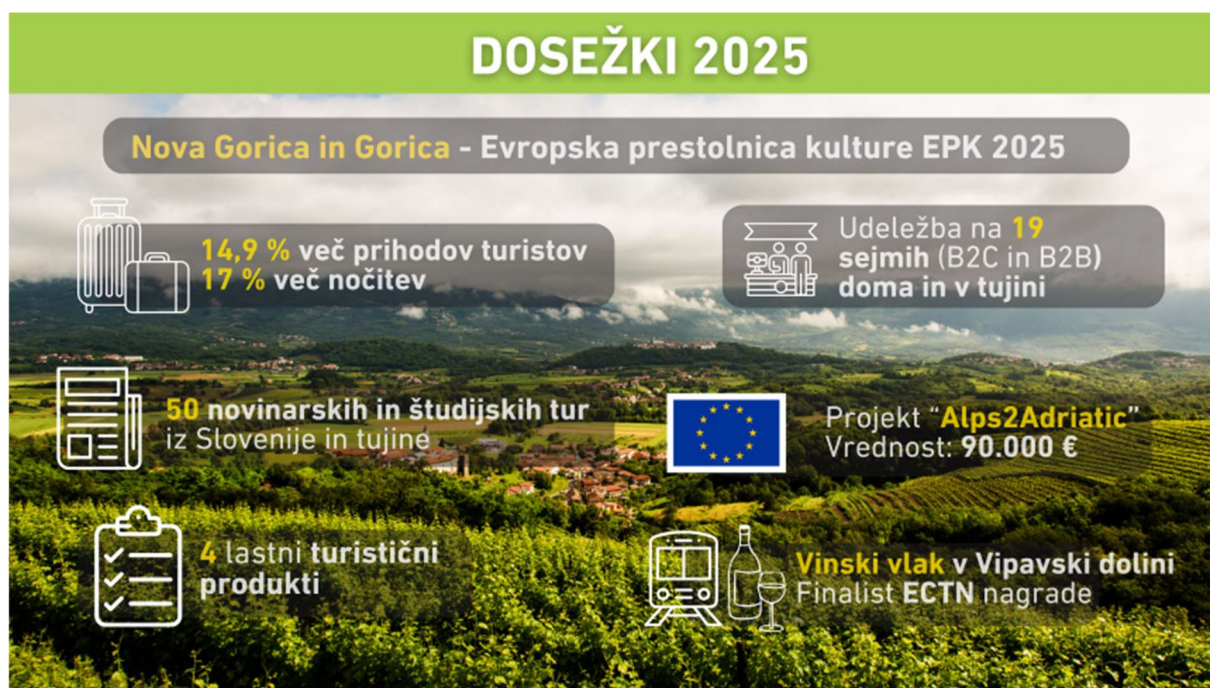 DOSEŽKI 2025
Nova Gorica in Gorica - Evropska prestolnica kulture EPK 2025
14,9 % več prihodov turistov
17 % več nočitev
Udeležba na 19
sejmih (B2C in B2B)
doma in v tujini
50 novinarskih in študijskih tur
iz Slovenije in tujine
Projekt “Alps2Adriatic”
Vrednost: 90.000 €
4 lastni turistični
produkti
Vinski vlak v Vipavski dolini
Finalist ECTN nagrade